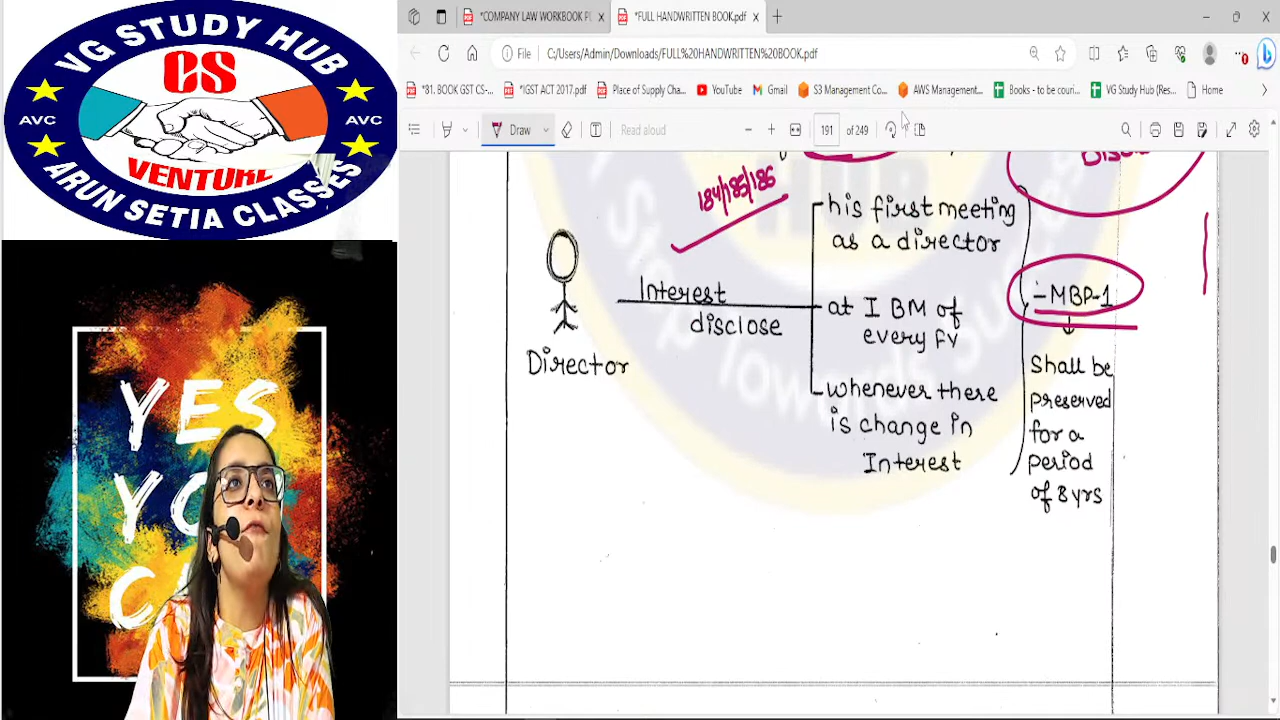 VG STUDY HUB
CS
AVC
AVC
VENTURE
ARUN SETIA CLASSES
YES
*COMPANY LAW WORKBOOK
*FULL HANDWRITTEN BOOK.pdf
File
C:/Users/Admin/Downloads/FULL%20HANDWRITTEN%20BOOK.pdf
*81. BOOK GST CS-...
*IGST ACT 2017.pdf
Place of Supply Cha...
YouTube
Gmail
S3 Management Co...
AWS Management...
Books - to be couri...
VG Study Hub (Res...
Home
Draw
Read aloud
191
of 249
184/185/186
his first meeting
as a director
Interest
disclose
Director
at I BM of
every FY
whenever there
is change in
Interest
MBP-1
Shall be
preserved
for a
period
of 8 yrs